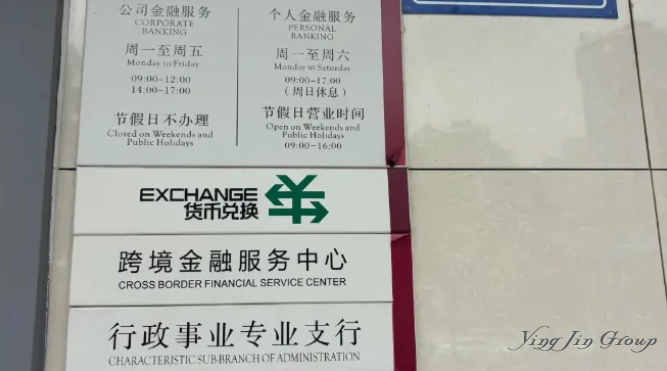 公司金融服务
CORPORATE
BANKING
周一至周五
Monday to Friday
09:00-12:00
14:00-17:00
节假日不办理
Closed on Weekends and
Public Holidays
个人金融服务
PERSONAL
BANKING
周一至周六
Monday to Saturday
09:00-17:00
(周日休息)
节假日营业时间
Open on Weekends and
Public Holidays
09:00-16:00
EXCHANGE
货币兑换
跨境金融服务中心
CROSS BORDER FINANCIAL SERVICE CENTER
行政事业专业支行
CHARACTERISTIC SUB-BRANCH OF ADMINISTRATION
Ying Jin Group